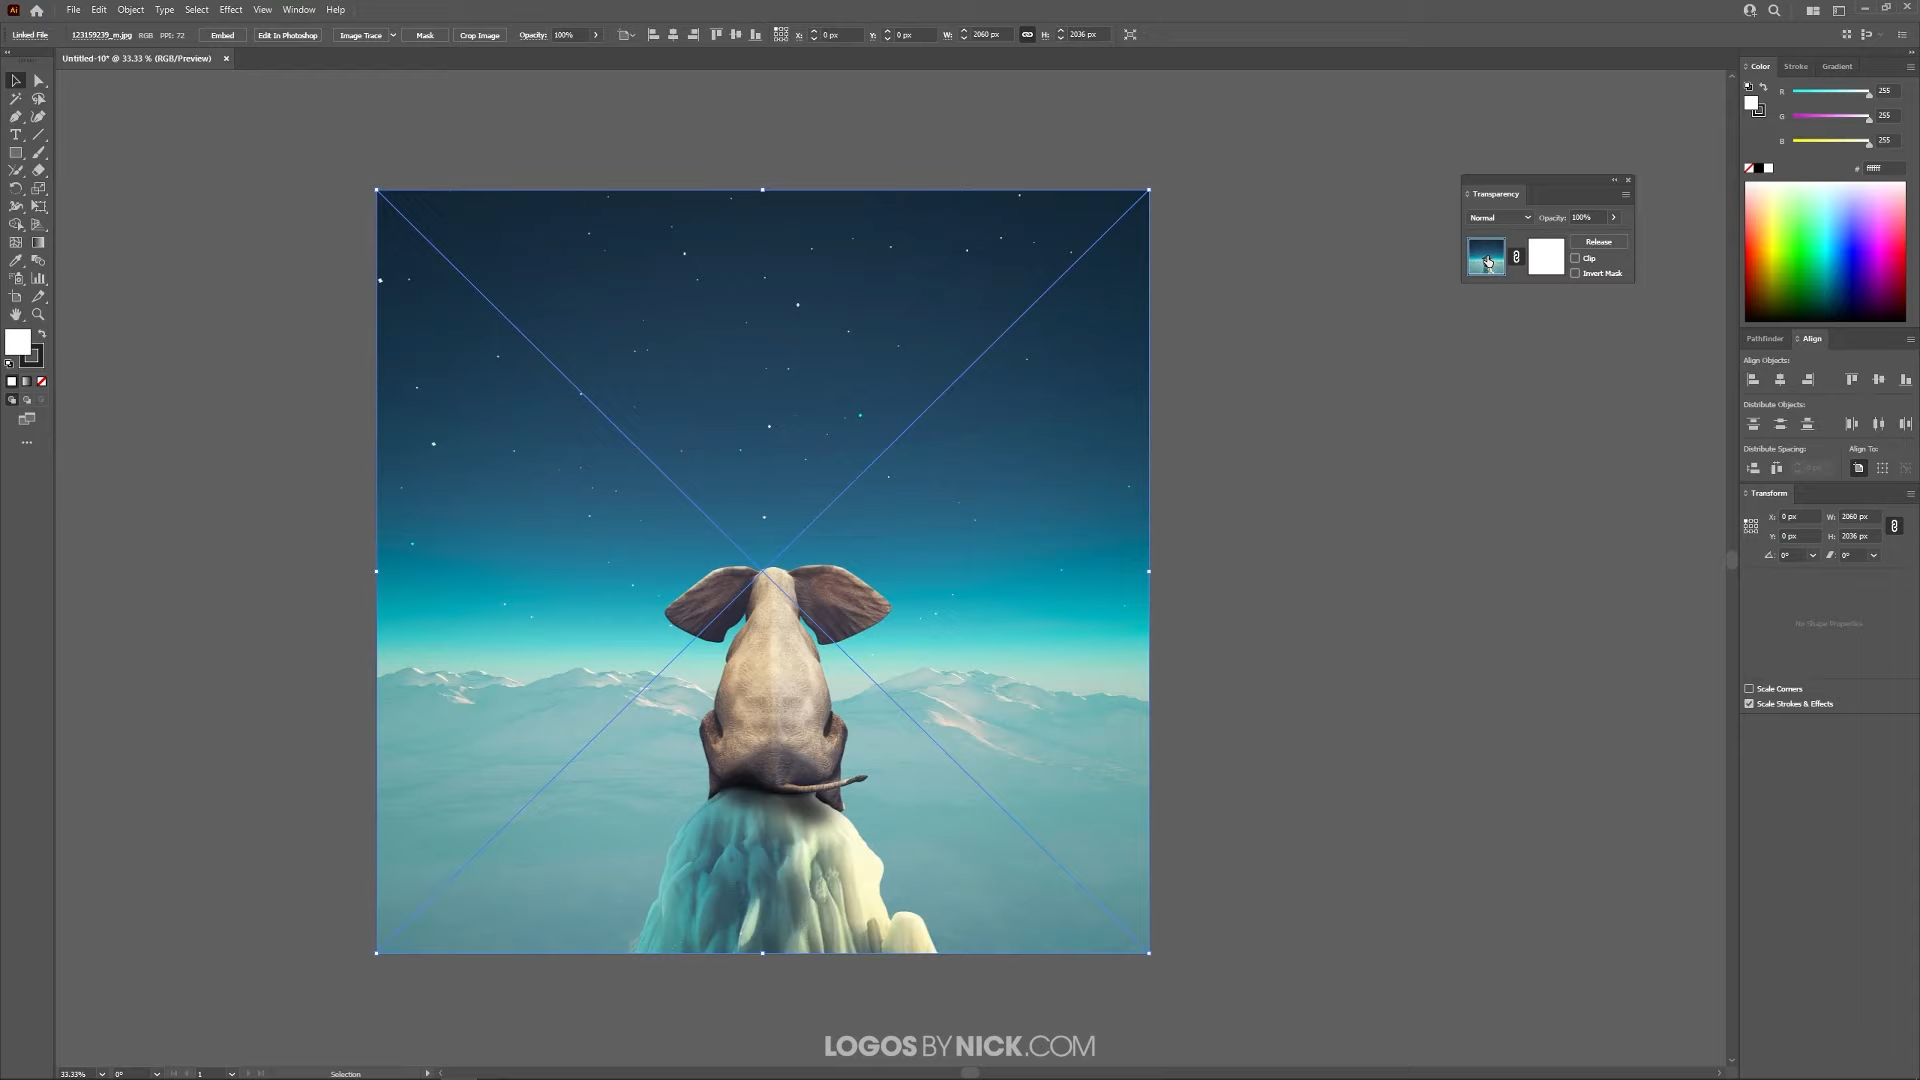 Ai File Edit Object Type Select Effect View Window Help
Linked File 123159239_m.jpg RGB PPI: 72 Embed Edit In Photoshop Image Trace Mask Crop Image Opacity: 100% X: 0 px Y: 0 px W: 2060 px H: 2036 px
Untitled-10* @ 33.33 % (RGB/Preview)
Color Stroke Gradient
R 255
G 255
B 255
# ffffff
Transparency
Normal Opacity: 100%
Release
Clip
Invert Mask
Pathfinder Align
Align Objects:
Distribute Objects:
Distribute Spacing: Align To:
0 px
Transform
X: 0 px W: 2060 px
Y: 0 px H: 2036 px
0° 0°
No Shape Properties
Scale Corners
Scale Strokes & Effects
LOGOS BY NICK.COM
33.33% 0° 1 Selection